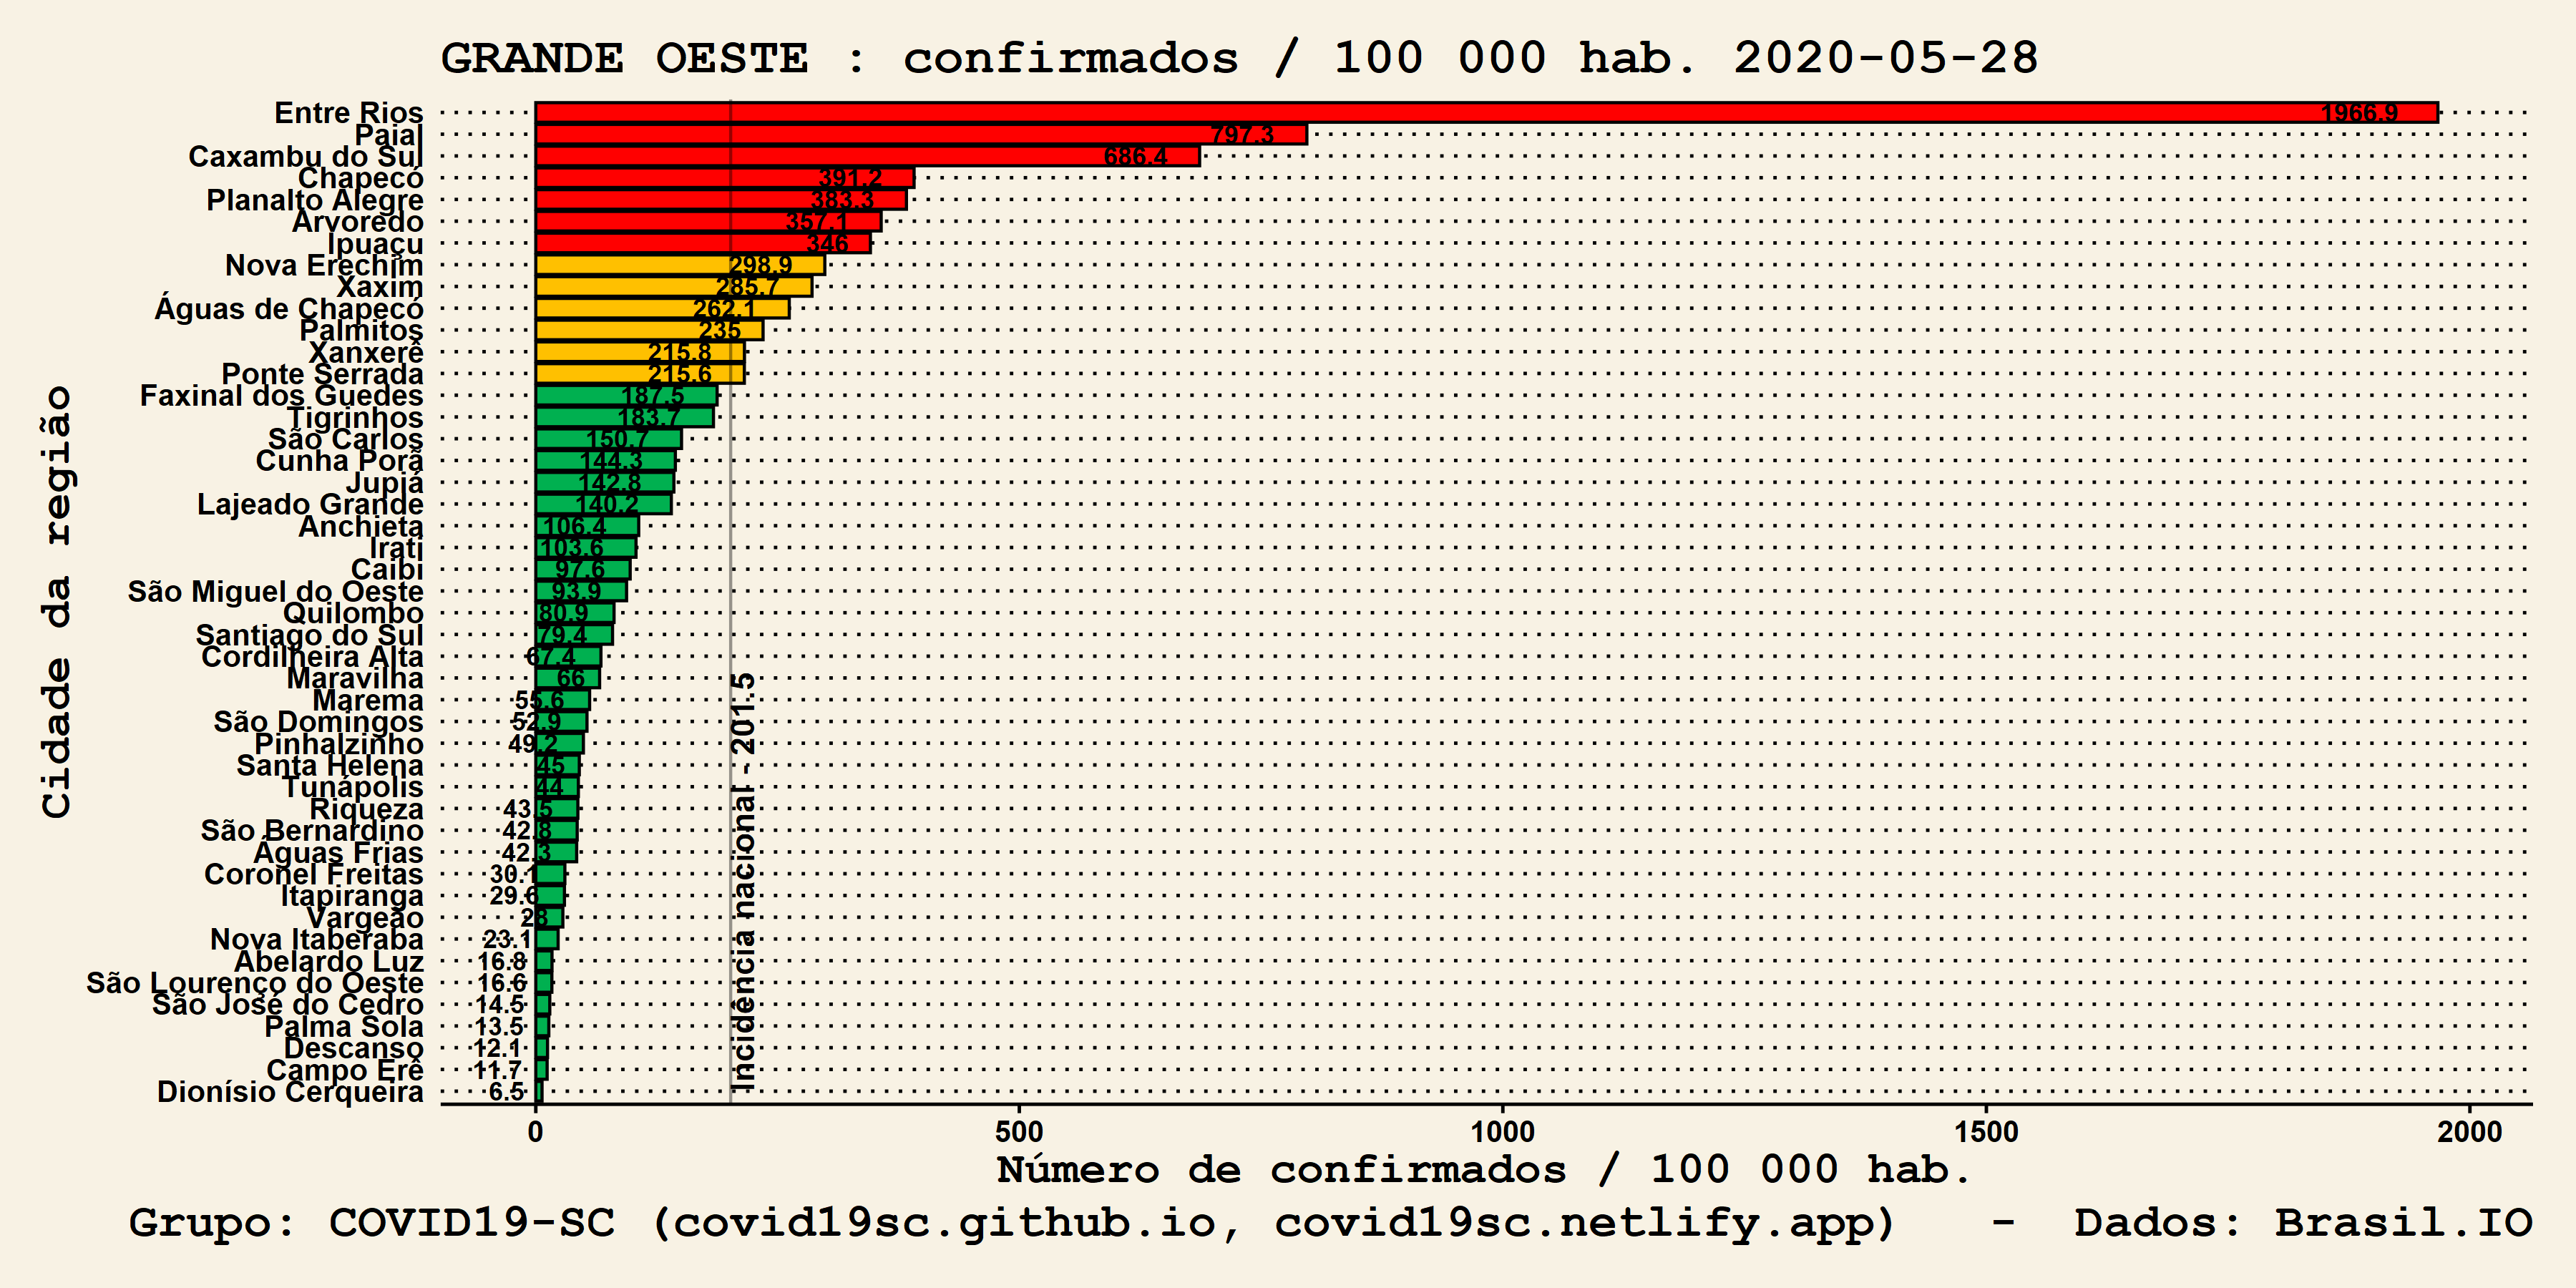 GRANDE OESTE : confirmados / 100 000 hab. 2020-05-28
Cidade da região
Entre Rios 1966.9
Paial 797.3
Caxambu do Sul 686.4
Chapecó 391.2
Planalto Alegre 383.3
Arvoredo 357.1
Ipuaçu 346
Nova Erechim 298.9
Xaxim 285.7
Águas de Chapecó 262.1
Palmitos 235
Xanxerê 215.8
Ponte Serrada 215.6
Faxinal dos Guedes 187.5
Tigrinhos 183.7
São Carlos 150.7
Cunha Porã 144.3
Jupiá 142.8
Lajeado Grande 140.2
Anchieta 106.4
Irati 103.6
Caibi 97.6
São Miguel do Oeste 93.9
Quilombo 80.9
Santiago do Sul 79.4
Cordilheira Alta 67.4
Maravilha 66
Marema 55.6
São Domingos 52.9
Pinhalzinho 49.2
Santa Helena 45
Tunápolis 44
Riqueza 43.5
São Bernardino 42.8
Águas Frias 42.3
Coronel Freitas 30.1
Itapiranga 29.6
Vargeão 28
Nova Itaberaba 23.1
Abelardo Luz 16.8
São Lourenço do Oeste 16.6
São José do Cedro 14.5
Palma Sola 13.5
Descanso 12.1
Campo Erê 11.7
Dionísio Cerqueira 6.5
Incidência nacional - 201.5
0 500 1000 1500 2000
Número de confirmados / 100 000 hab.
Grupo: COVID19-SC (covid19sc.github.io, covid19sc.netlify.app) - Dados: Brasil.IO